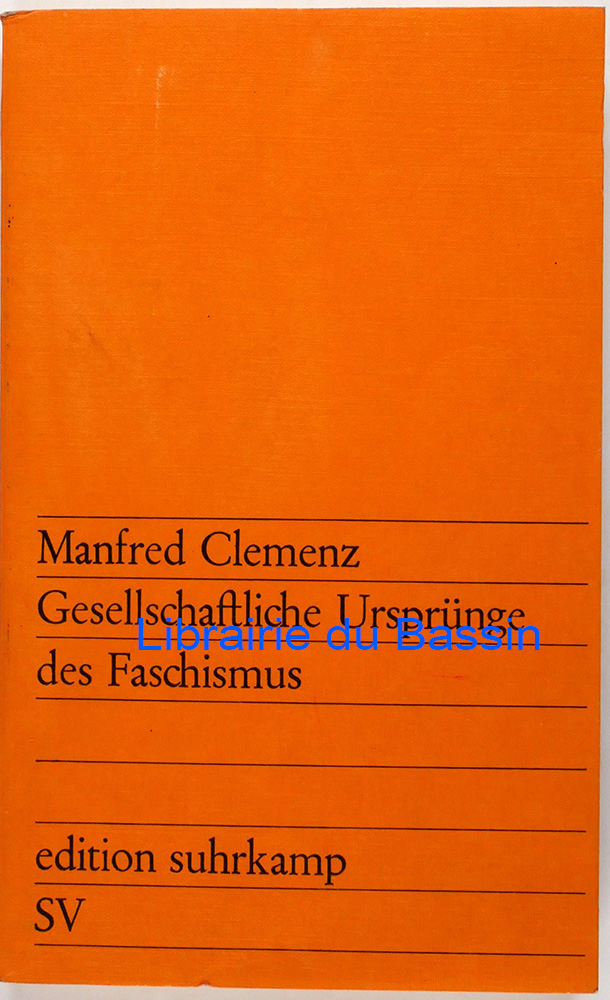 Manfred Clemenz
Gesellschaftliche Ursprünge
Librairie du Bassin
des Faschismus
edition suhrkamp
SV